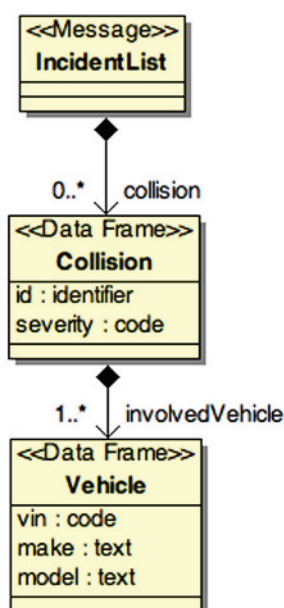 <<Message>>
IncidentList
0..* collision
<<Data Frame>>
Collision
id : identifier
severity : code
1..* involvedVehicle
<<Data Frame>>
Vehicle
vin : code
make : text
model : text